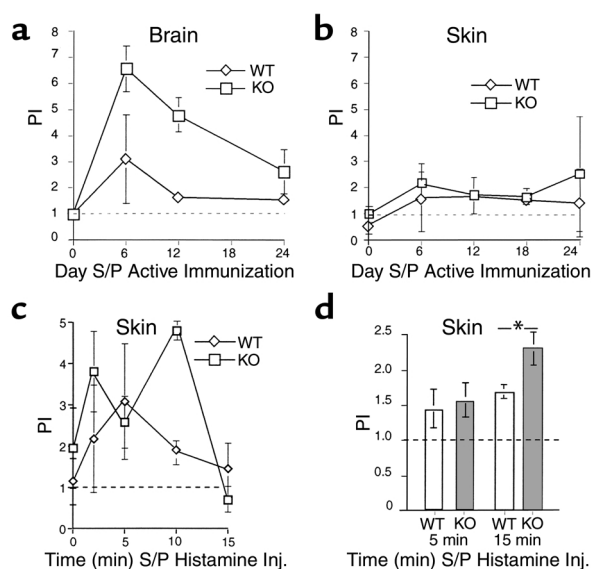 a
Brain
8
7
6
5
4
3
2
1
0
PI
WT
KO
0 6 12 18 24
Day S/P Active Immunization
b
Skin
8
7
6
5
4
3
2
1
0
PI
WT
KO
0 6 12 18 24
Day S/P Active Immunization
c
Skin
5
4
3
2
1
0
PI
WT
KO
0 5 10 15
Time (min) S/P Histamine Inj.
d
Skin
*
2.5
2.0
1.5
1.0
0.5
0
PI
WT KO WT KO
5 min 15 min
Time (min) S/P Histamine Inj.